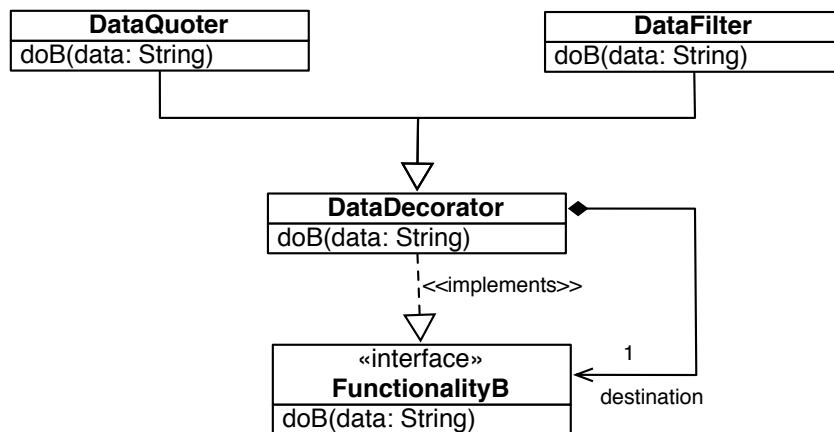 DataQuoter
doB(data: String)
DataFilter
doB(data: String)
DataDecorator
doB(data: String)
<<implements>>
«interface»
FunctionalityB
doB(data: String)
1
destination